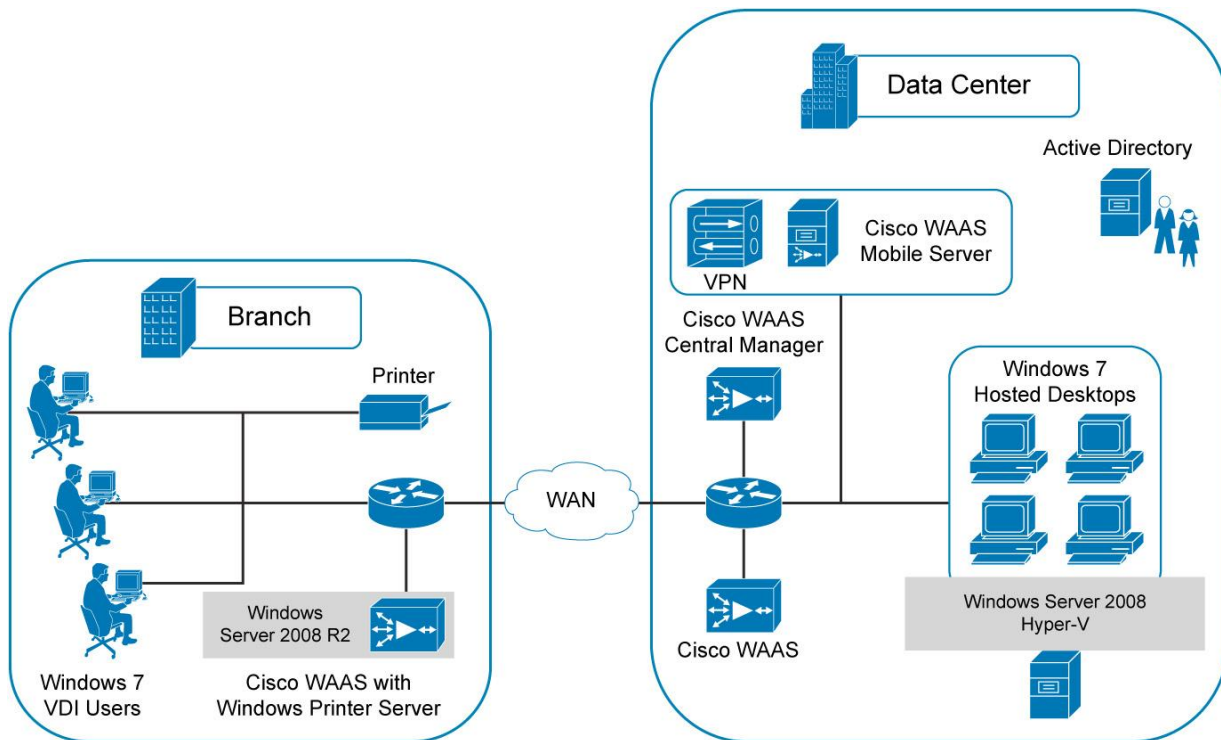 Data Center
Active Directory
VPN
Cisco WAAS
Mobile Server
Branch
Printer
Cisco WAAS
Central Manager
Windows 7
Hosted Desktops
WAN
Windows
Server 2008 R2
Windows 7
VDI Users
Cisco WAAS with
Windows Printer Server
Cisco WAAS
Windows Server 2008
Hyper-V